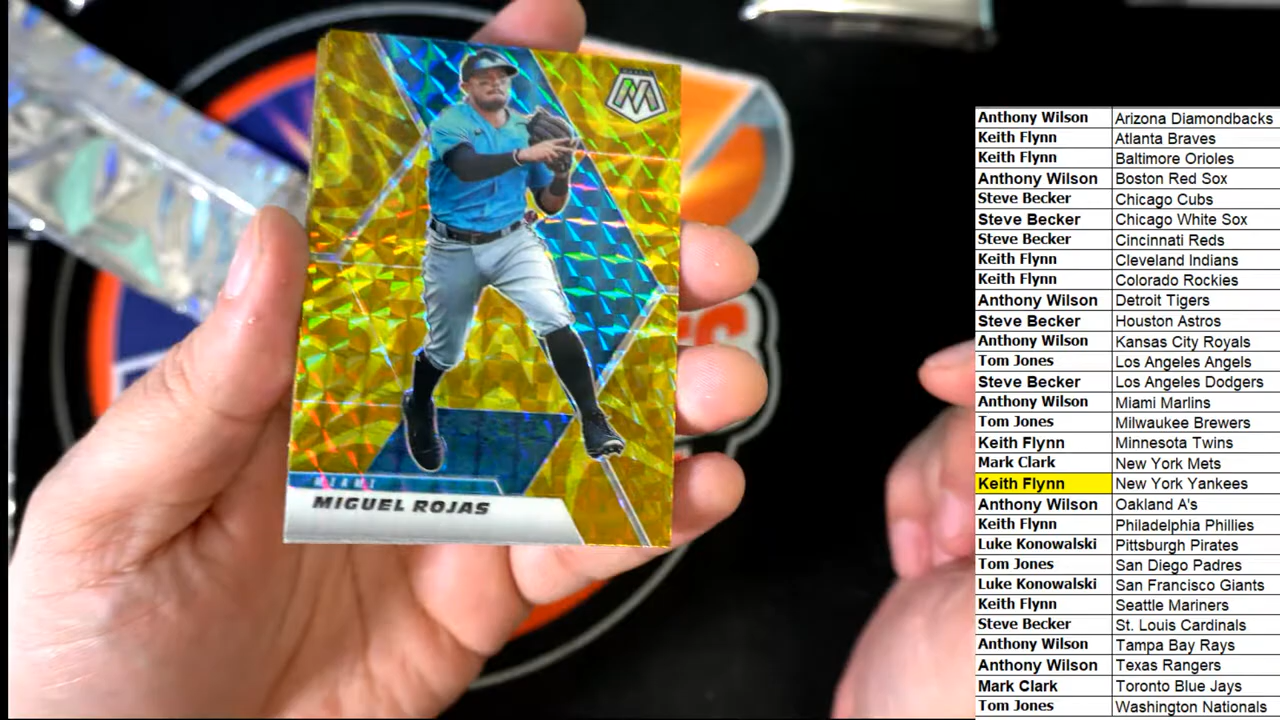 M
MIAMI
MIGUEL ROJAS
Anthony Wilson Arizona Diamondbacks
Keith Flynn Atlanta Braves
Keith Flynn Baltimore Orioles
Anthony Wilson Boston Red Sox
Steve Becker Chicago Cubs
Steve Becker Chicago White Sox
Steve Becker Cincinnati Reds
Keith Flynn Cleveland Indians
Keith Flynn Colorado Rockies
Anthony Wilson Detroit Tigers
Steve Becker Houston Astros
Anthony Wilson Kansas City Royals
Tom Jones Los Angeles Angels
Steve Becker Los Angeles Dodgers
Anthony Wilson Miami Marlins
Tom Jones Milwaukee Brewers
Keith Flynn Minnesota Twins
Mark Clark New York Mets
Keith Flynn New York Yankees
Anthony Wilson Oakland A's
Keith Flynn Philadelphia Phillies
Luke Konowalski Pittsburgh Pirates
Tom Jones San Diego Padres
Luke Konowalski San Francisco Giants
Keith Flynn Seattle Mariners
Steve Becker St. Louis Cardinals
Anthony Wilson Tampa Bay Rays
Anthony Wilson Texas Rangers
Mark Clark Toronto Blue Jays
Tom Jones Washington Nationals